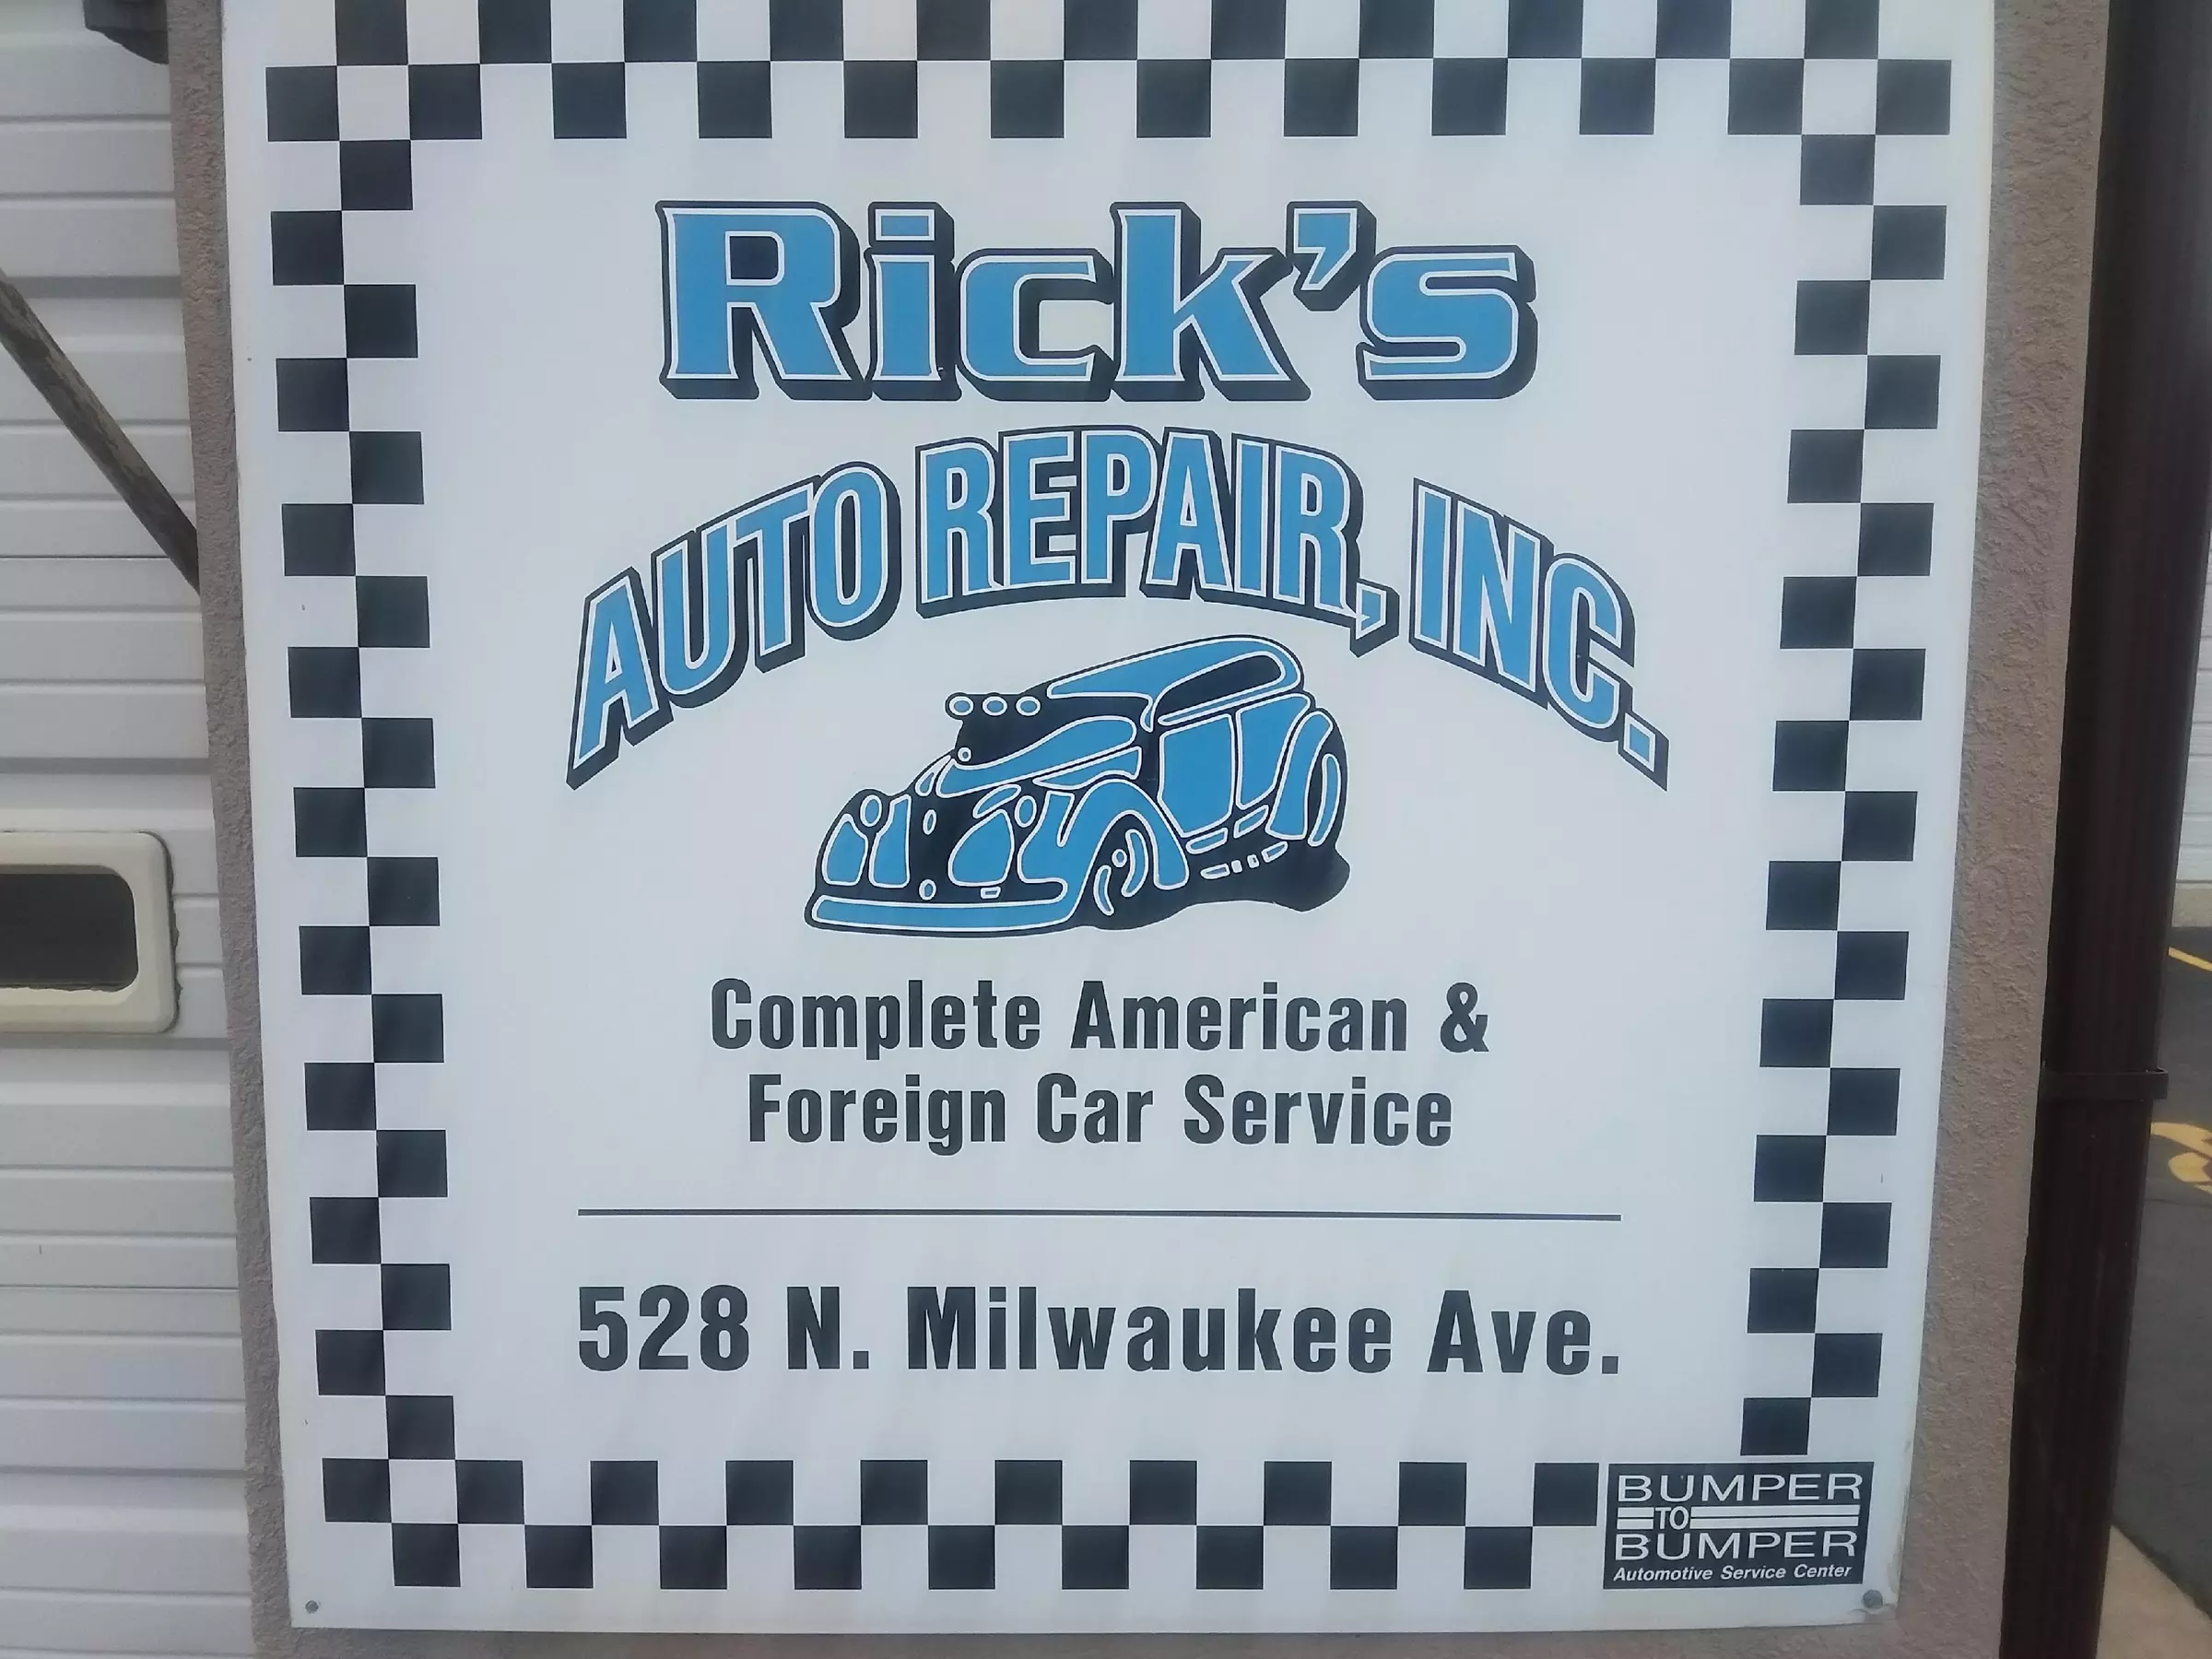 Rick's
AUTO REPAIR, INC.
Complete American &
Foreign Car Service
528 N. Milwaukee Ave.
BUMPER
TO
BUMPER
Automotive Service Center